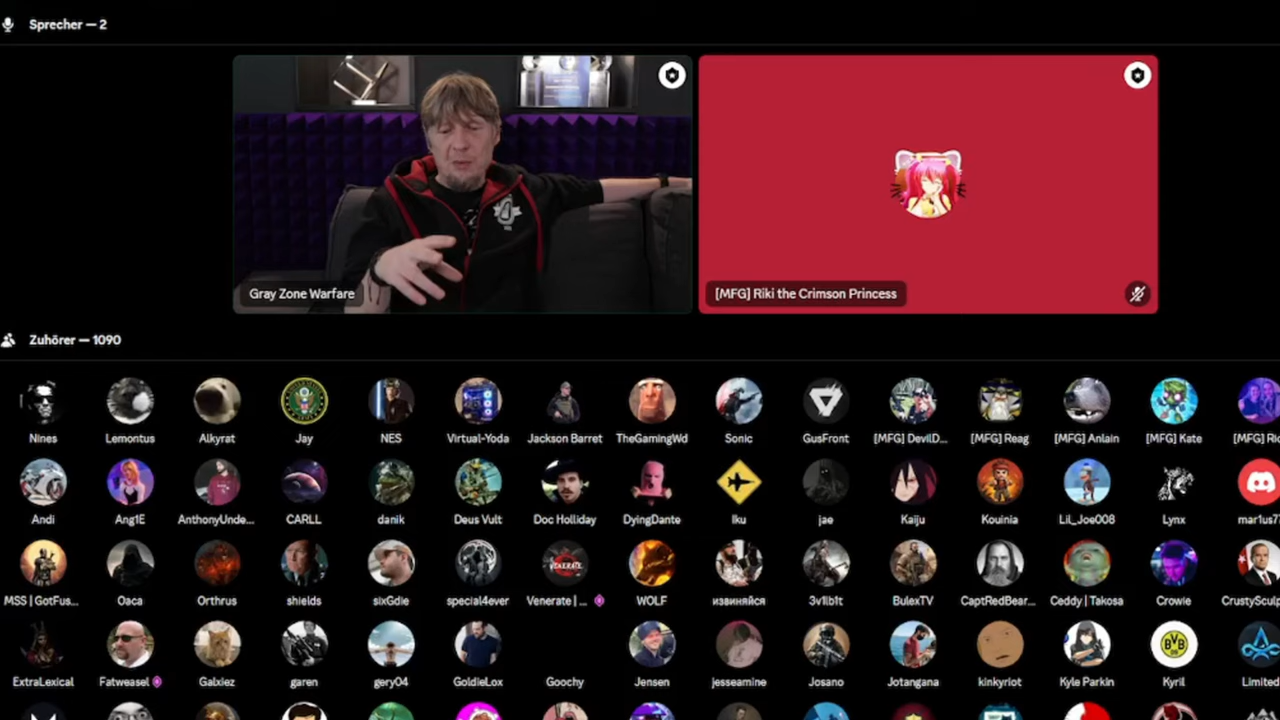 Sprecher — 2
Gray Zone Warfare
[MFG] Riki the Crimson Princess
Zuhörer — 1090
Nines Lemontus Alkyrat Jay NES Virtual-Yoda Jackson Barret TheGamingWd Sonic GusFront [MFG] DevilD... [MFG] Reag [MFG] Anlain [MFG] Kate
Andi Ang1E AnthonyUnde... CARLL danik Deus Vult Doc Holliday DyingDante Iku jae Kaiju Kouinia Lil_Joe008 Lynx
VENERATE
MSS | GotFus... Oaca Orthrus shields sixGdie special4ever Venerate | ... WOLF извиняйся 3v1lb1t BulexTV CaptRedBear... Ceddy | Takosa Crowie
BVB
09
ExtraLexical Fatweasel Galxiez garen gery04 GoldieLox Goochy Jensen jesseamine Josano Jotangana kinkyriot Kyle Parkin Kyril Limited